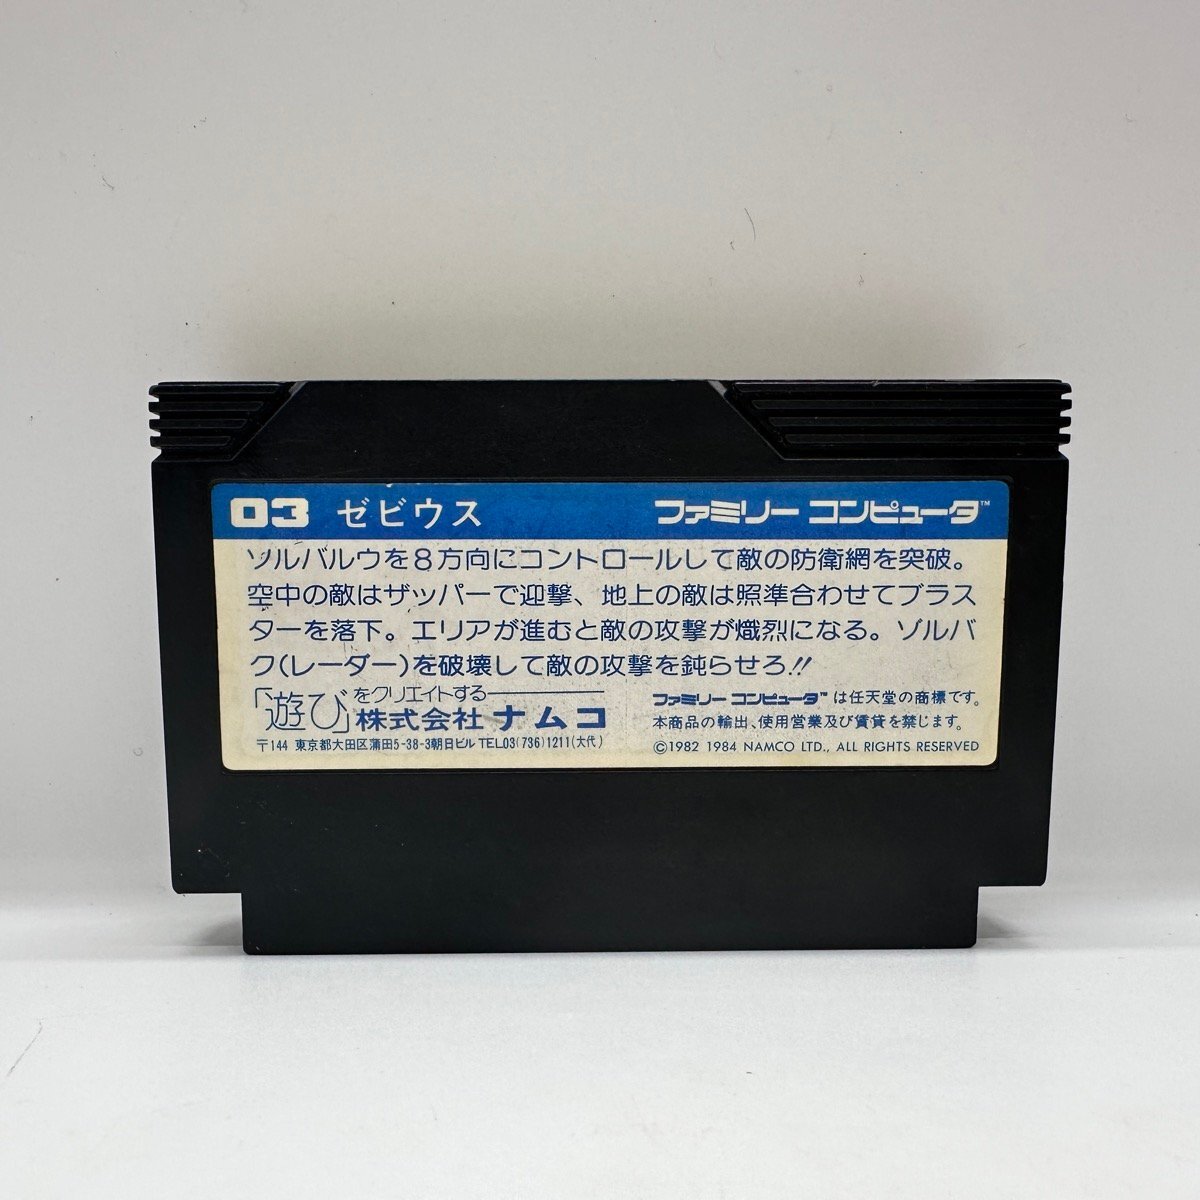 03 ゼビウス ファミリー コンピュータ™
ソルバルウを8方向にコントロールして敵の防衛網を突破。
空中の敵はザッパーで迎撃、地上の敵は照準合わせてブラス
ターを落下。エリアが進むと敵の攻撃が熾烈になる。ゾルバ
ク(レーダー)を破壊して敵の攻撃を鈍らせろ!!
「遊び」をクリエイトする
株式会社 ナムコ
〒144 東京都大田区蒲田5-38-3朝日ビル TEL03(736)1211(大代)
ファミリー コンピュータ™ は任天堂の商標です。
本商品の輸出、使用営業及び賃貸を禁じます。
©1982 1984 NAMCO LTD., ALL RIGHTS RESERVED